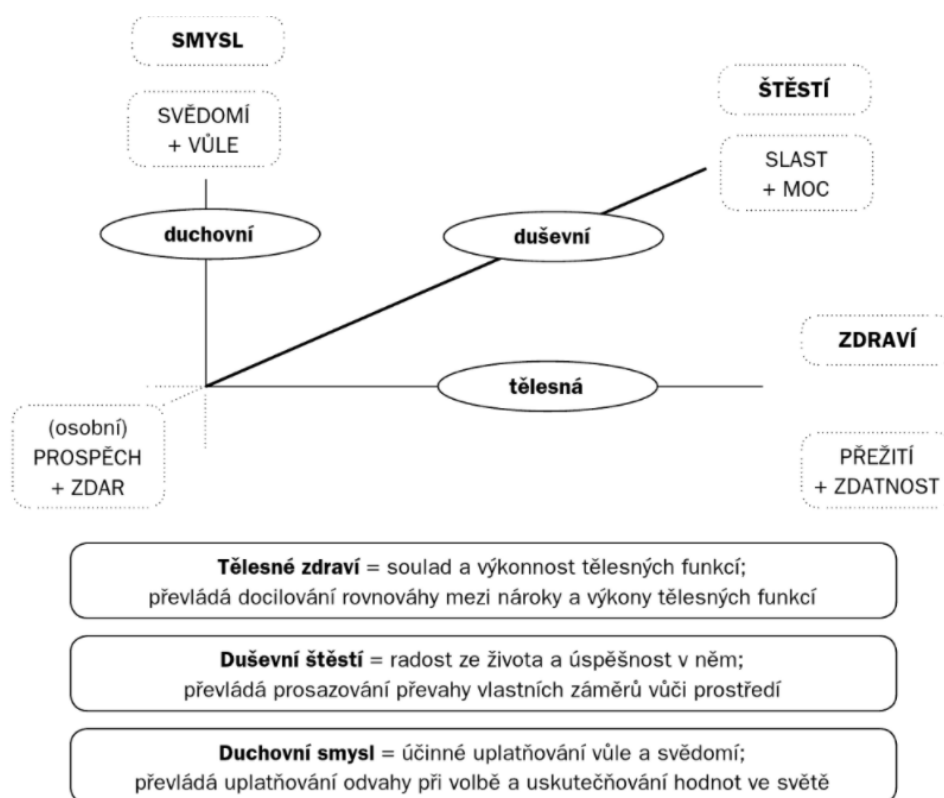 SMYSL
SVĚDOMÍ
+ VŮLE
ŠTĚSTÍ
SLAST
+ MOC
duchovní
duševní
ZDRAVÍ
tělesná
(osobní)
PROSPĚCH
+ ZDAR
PŘEŽITÍ
+ ZDATNOST
Tělesné zdraví = soulad a výkonnost tělesných funkcí;
převládá docilování rovnováhy mezi nároky a výkony tělesných funkcí
Duševní štěstí = radost ze života a úspěšnost v něm;
převládá prosazování převahy vlastních záměrů vůči prostředí
Duchovní smysl = účinné uplatňování vůle a svědomí;
převládá uplatňování odvahy při volbě a uskutečňování hodnot ve světě